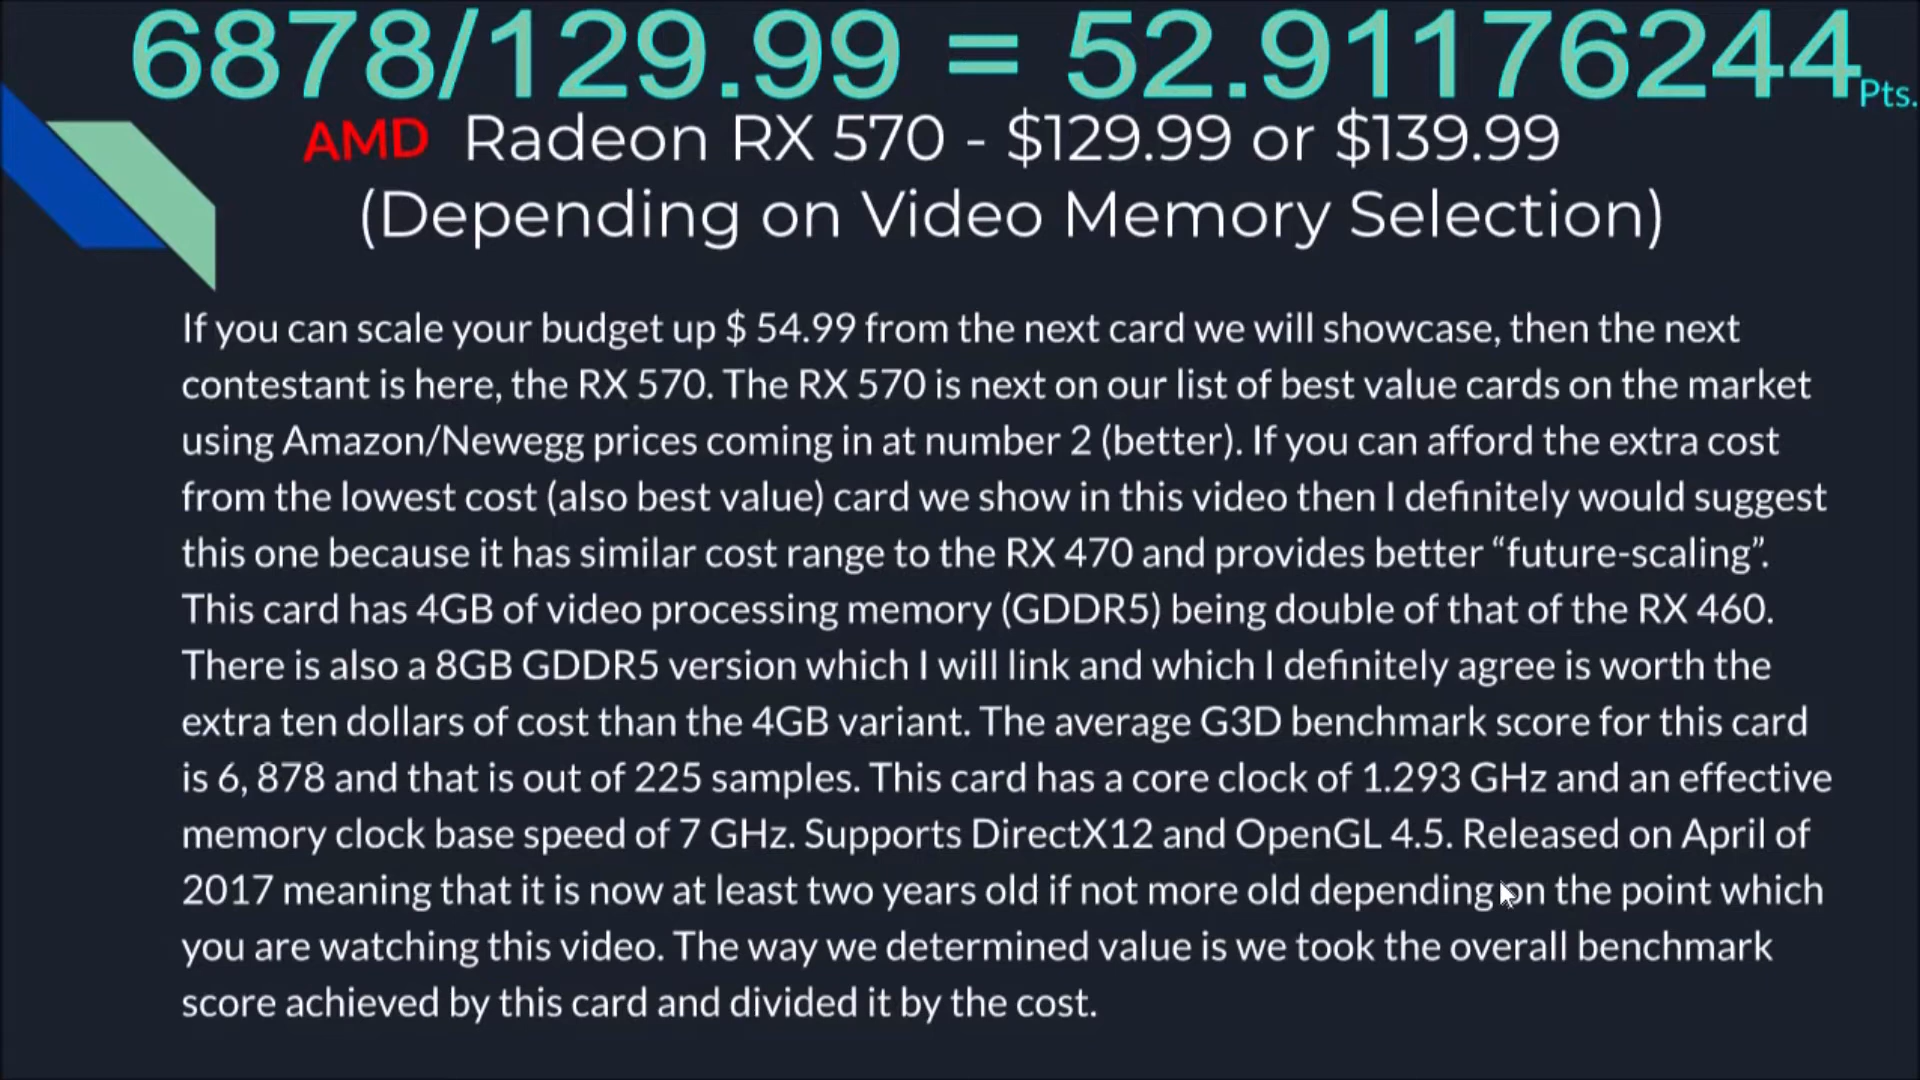 6878/129.99 = 52.91176244 Pts.
AMD Radeon RX 570 - $129.99 or $139.99
(Depending on Video Memory Selection)
If you can scale your budget up $ 54.99 from the next card we will showcase, then the next
contestant is here, the RX 570. The RX 570 is next on our list of best value cards on the market
using Amazon/Newegg prices coming in at number 2 (better). If you can afford the extra cost
from the lowest cost (also best value) card we show in this video then I definitely would suggest
this one because it has similar cost range to the RX 470 and provides better “future-scaling”.
This card has 4GB of video processing memory (GDDR5) being double of that of the RX 460.
There is also a 8GB GDDR5 version which I will link and which I definitely agree is worth the
extra ten dollars of cost than the 4GB variant. The average G3D benchmark score for this card
is 6, 878 and that is out of 225 samples. This card has a core clock of 1.293 GHz and an effective
memory clock base speed of 7 GHz. Supports DirectX12 and OpenGL 4.5. Released on April of
2017 meaning that it is now at least two years old if not more old depending on the point which
you are watching this video. The way we determined value is we took the overall benchmark
score achieved by this card and divided it by the cost.